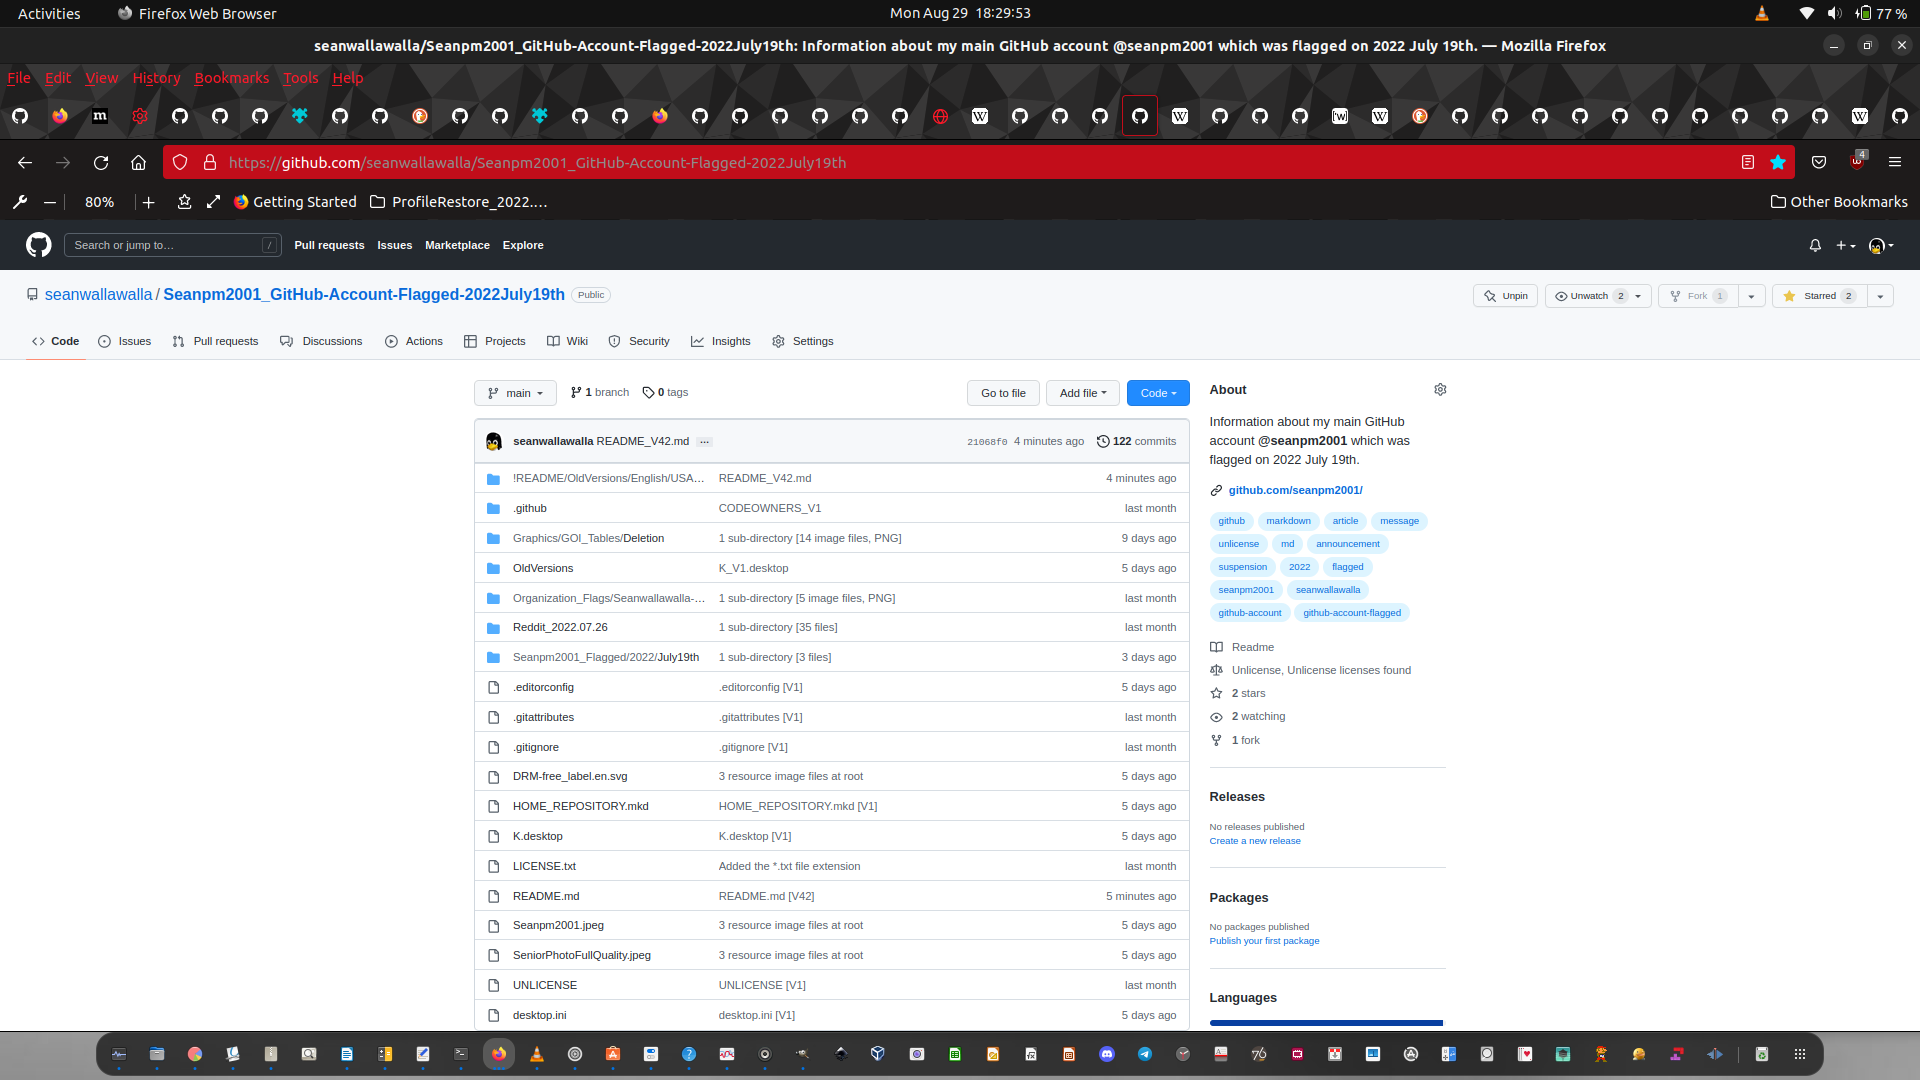 Activities Firefox Web Browser Mon Aug 29 18:29:53 77 %
seanwallawalla/Seanpm2001_GitHub-Account-Flagged-2022July19th: Information about my main GitHub account @seanpm2001 which was flagged on 2022 July 19th. — Mozilla Firefox
File Edit View History Bookmarks Tools Help
https://github.com/seanwallawalla/Seanpm2001_GitHub-Account-Flagged-2022July19th 4
80% Getting Started ProfileRestore_2022.… Other Bookmarks
Search or jump to… / Pull requests Issues Marketplace Explore
seanwallawalla / Seanpm2001_GitHub-Account-Flagged-2022July19th Public Unpin Unwatch 2 Fork 1 Starred 2
Code Issues Pull requests Discussions Actions Projects Wiki Security Insights Settings
main 1 branch 0 tags Go to file Add file Code
seanwallawalla README_V42.md ... 21068f0 4 minutes ago 122 commits
!README/OldVersions/English/USA… README_V42.md 4 minutes ago
.github CODEOWNERS_V1 last month
Graphics/GOI_Tables/Deletion 1 sub-directory [14 image files, PNG] 9 days ago
OldVersions K_V1.desktop 5 days ago
Organization_Flags/Seanwallawalla-… 1 sub-directory [5 image files, PNG] last month
Reddit_2022.07.26 1 sub-directory [35 files] last month
Seanpm2001_Flagged/2022/July19th 1 sub-directory [3 files] 3 days ago
.editorconfig .editorconfig [V1] 5 days ago
.gitattributes .gitattributes [V1] last month
.gitignore .gitignore [V1] last month
DRM-free_label.en.svg 3 resource image files at root 5 days ago
HOME_REPOSITORY.mkd HOME_REPOSITORY.mkd [V1] 5 days ago
K.desktop K.desktop [V1] 5 days ago
LICENSE.txt Added the *.txt file extension last month
README.md README.md [V42] 5 minutes ago
Seanpm2001.jpeg 3 resource image files at root 5 days ago
SeniorPhotoFullQuality.jpeg 3 resource image files at root 5 days ago
UNLICENSE UNLICENSE [V1] last month
desktop.ini desktop.ini [V1] 5 days ago
About
Information about my main GitHub
account @seanpm2001 which was
flagged on 2022 July 19th.
github.com/seanpm2001/
github markdown article message
unlicense md announcement
suspension 2022 flagged
seanpm2001 seanwallawalla
github-account github-account-flagged
Readme
Unlicense, Unlicense licenses found
2 stars
2 watching
1 fork
Releases
No releases published
Create a new release
Packages
No packages published
Publish your first package
Languages